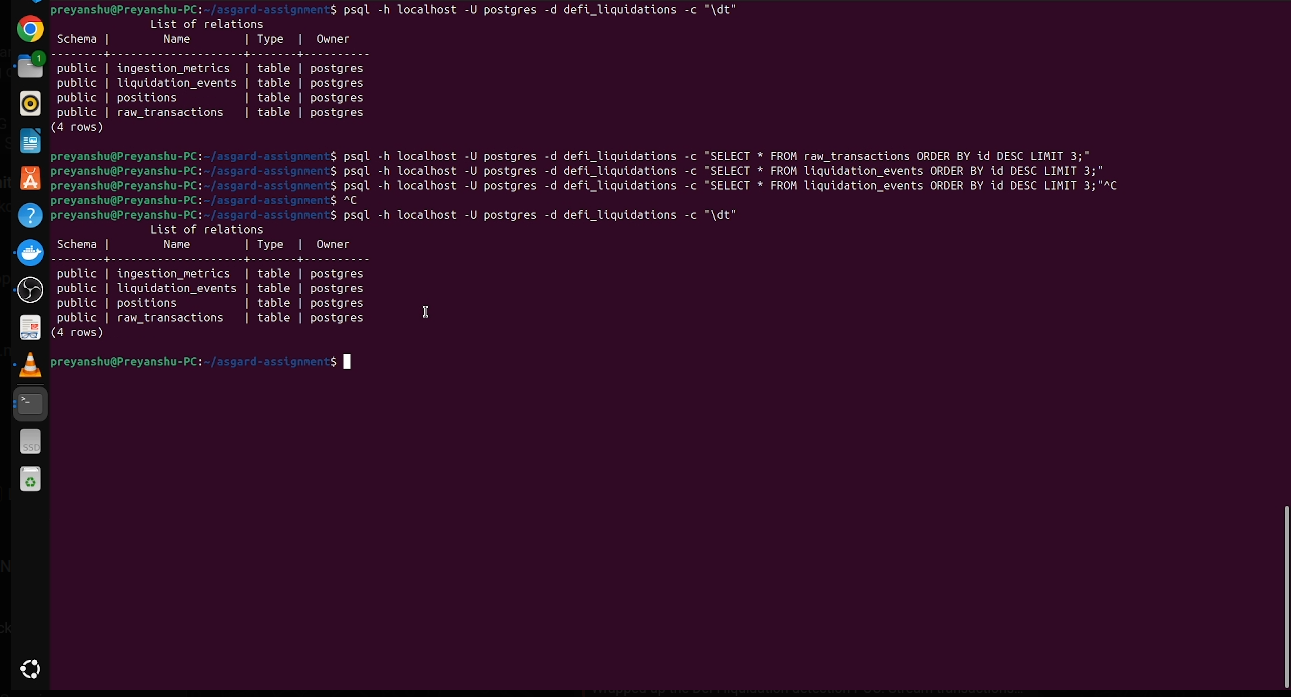 preyanshu@Preyanshu-PC:~/asgard-assignment$ psql -h localhost -U postgres -d defi_liquidations -c "\dt"
List of relations
Schema | Name | Type | Owner
--------+--------------------+-------+----------
public | ingestion_metrics | table | postgres
public | liquidation_events | table | postgres
public | positions | table | postgres
public | raw_transactions | table | postgres
(4 rows)
preyanshu@Preyanshu-PC:~/asgard-assignment$ psql -h localhost -U postgres -d defi_liquidations -c "SELECT * FROM raw_transactions ORDER BY id DESC LIMIT 3;"
preyanshu@Preyanshu-PC:~/asgard-assignment$ psql -h localhost -U postgres -d defi_liquidations -c "SELECT * FROM liquidation_events ORDER BY id DESC LIMIT 3;"
preyanshu@Preyanshu-PC:~/asgard-assignment$ psql -h localhost -U postgres -d defi_liquidations -c "SELECT * FROM liquidation_events ORDER BY id DESC LIMIT 3;"^C
preyanshu@Preyanshu-PC:~/asgard-assignment$ ^C
preyanshu@Preyanshu-PC:~/asgard-assignment$ psql -h localhost -U postgres -d defi_liquidations -c "\dt"
List of relations
Schema | Name | Type | Owner
--------+--------------------+-------+----------
public | ingestion_metrics | table | postgres
public | liquidation_events | table | postgres
public | positions | table | postgres
public | raw_transactions | table | postgres
(4 rows)
preyanshu@Preyanshu-PC:~/asgard-assignment$
1
SSD